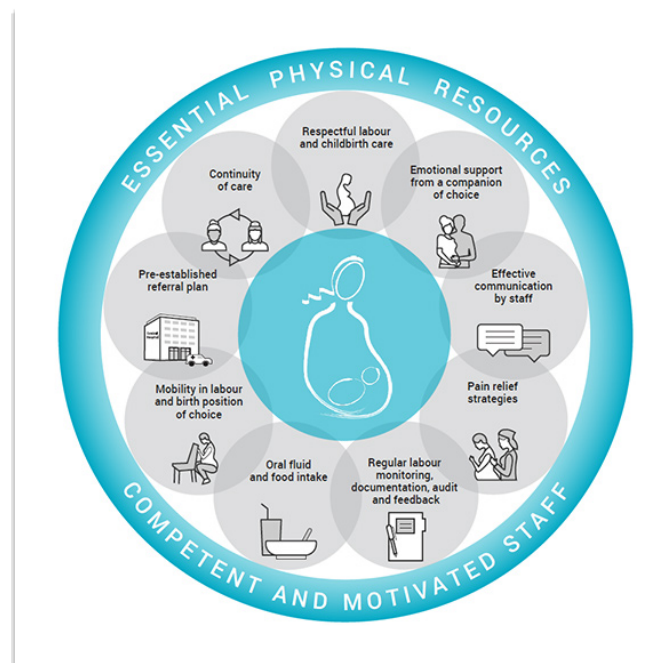 ESSENTIAL PHYSICAL RESOURCES
Respectful labour
and childbirth care
Emotional support
from a companion
of choice
Effective
communication
by staff
Pain relief
strategies
Regular labour
monitoring,
documentation, audit
and feedback
Oral fluid
and food intake
Mobility in labour
and birth position
of choice
Pre-established
referral plan
Continuity
of care
COMPETENT AND MOTIVATED STAFF